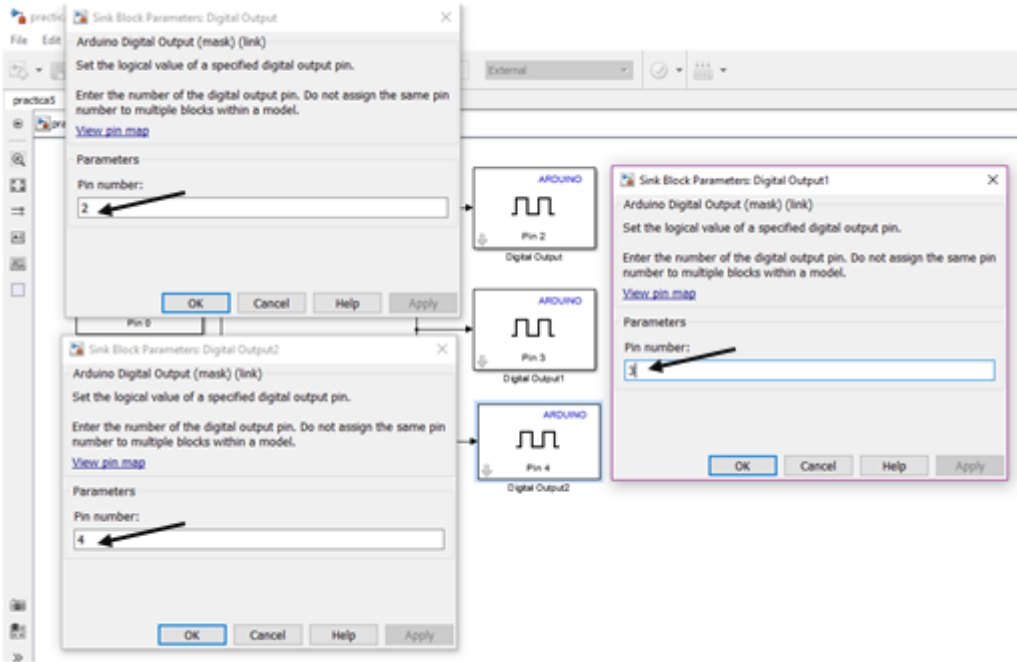 practic
Sink Block Parameters: Digital Output
File Edit
Arduino Digital Output (mask) (link)
Set the logical value of a specified digital output pin.
Enter the number of the digital output pin. Do not assign the same pin
number to multiple blocks within a model.
View pin map
Parameters
Pin number:
2
OK Cancel Help Apply
External
practica5
pra
Pin 0
ARDUINO
Pin 2
Digital Output
ARDUINO
Pin 3
Digital Output1
ARDUINO
Pin 4
Digital Output2
Sink Block Parameters: Digital Output1
Arduino Digital Output (mask) (link)
Set the logical value of a specified digital output pin.
Enter the number of the digital output pin. Do not assign the same pin
number to multiple blocks within a model.
View pin map
Parameters
Pin number:
3
OK Cancel Help Apply
Sink Block Parameters: Digital Output2
Arduino Digital Output (mask) (link)
Set the logical value of a specified digital output pin.
Enter the number of the digital output pin. Do not assign the same pin
number to multiple blocks within a model.
View pin map
Parameters
Pin number:
4
OK Cancel Help Apply